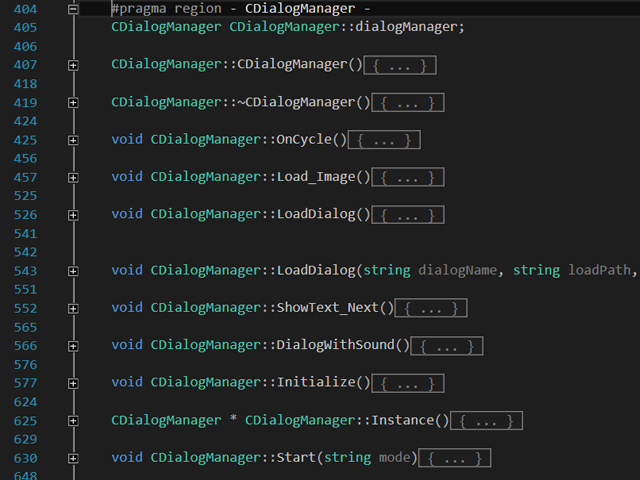 404 #pragma region - CDialogManager -
405 CDialogManager CDialogManager::dialogManager;
406
407 CDialogManager::CDialogManager(){ ... }
418
419 CDialogManager::~CDialogManager(){ ... }
424
425 void CDialogManager::OnCycle(){ ... }
456
457 void CDialogManager::Load_Image(){ ... }
525
526 void CDialogManager::LoadDialog(){ ... }
541
542
543 void CDialogManager::LoadDialog(string dialogName, string loadPath,
551
552 void CDialogManager::ShowText_Next(){ ... }
565
566 void CDialogManager::DialogWithSound(){ ... }
576
577 void CDialogManager::Initialize(){ ... }
624
625 CDialogManager * CDialogManager::Instance(){ ... }
629
630 void CDialogManager::Start(string mode){ ... }
648